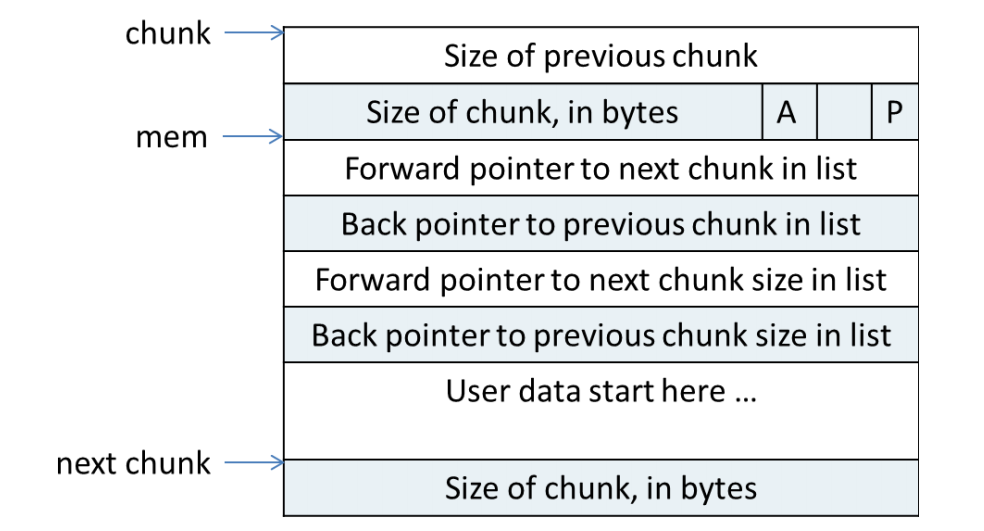 chunk
Size of previous chunk
Size of chunk, in bytes A P
mem
Forward pointer to next chunk in list
Back pointer to previous chunk in list
Forward pointer to next chunk size in list
Back pointer to previous chunk size in list
User data start here ...
next chunk
Size of chunk, in bytes